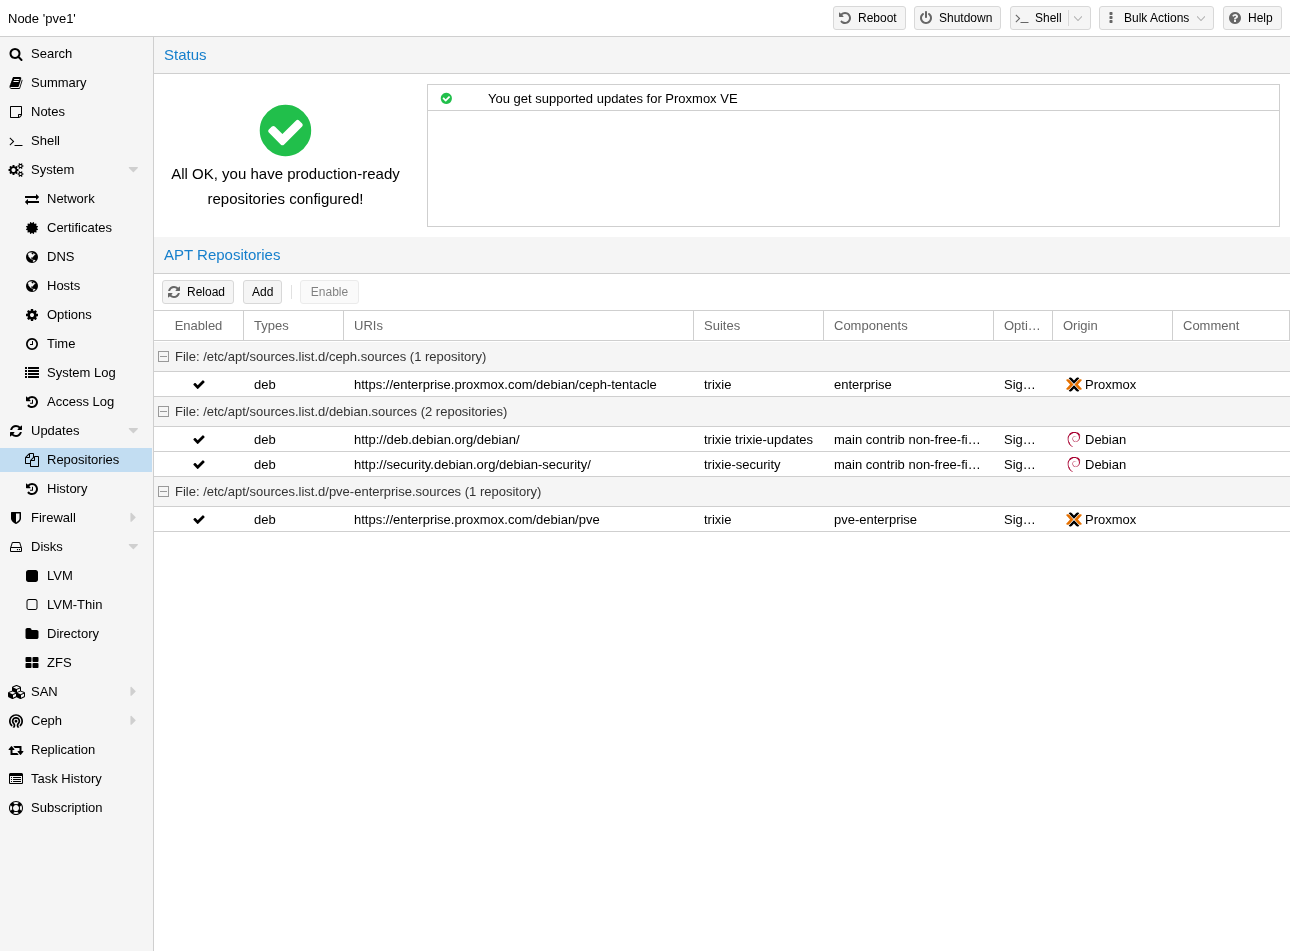 Node 'pve1'
Reboot
Shutdown
Shell
Bulk Actions
Help
Search
Summary
Notes
Shell
System
Network
Certificates
DNS
Hosts
Options
Time
System Log
Access Log
Updates
Repositories
History
Firewall
Disks
LVM
LVM-Thin
Directory
ZFS
SAN
Ceph
Replication
Task History
Subscription
Status
All OK, you have production-ready
repositories configured!
You get supported updates for Proxmox VE
APT Repositories
Reload Add Enable
Enabled Types URIs Suites Components Opti… Origin Comment
File: /etc/apt/sources.list.d/ceph.sources (1 repository)
deb https://enterprise.proxmox.com/debian/ceph-tentacle trixie enterprise Sig… Proxmox
File: /etc/apt/sources.list.d/debian.sources (2 repositories)
deb http://deb.debian.org/debian/ trixie trixie-updates main contrib non-free-fi… Sig… Debian
deb http://security.debian.org/debian-security/ trixie-security main contrib non-free-fi… Sig… Debian
File: /etc/apt/sources.list.d/pve-enterprise.sources (1 repository)
deb https://enterprise.proxmox.com/debian/pve trixie pve-enterprise Sig… Proxmox